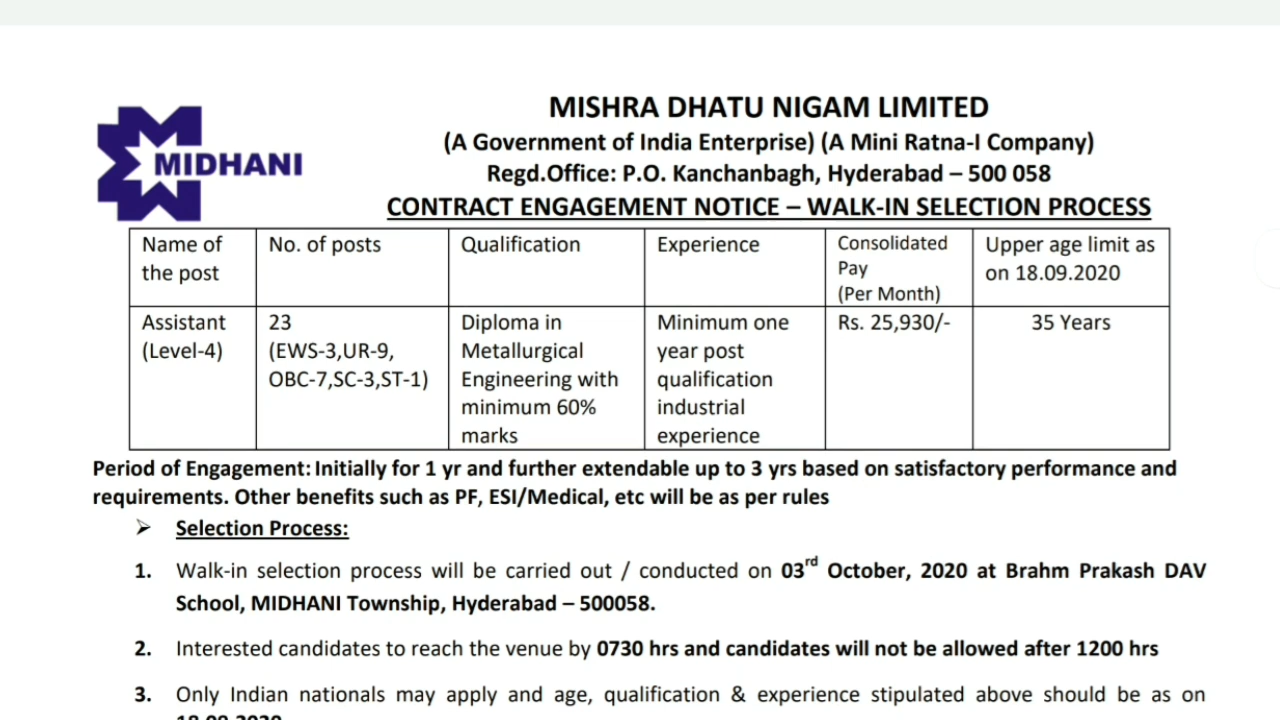 MIDHANI
MISHRA DHATU NIGAM LIMITED
(A Government of India Enterprise) (A Mini Ratna-I Company)
Regd.Office: P.O. Kanchanbagh, Hyderabad – 500 058
CONTRACT ENGAGEMENT NOTICE – WALK-IN SELECTION PROCESS
Name of
the post
No. of posts
Qualification
Experience
Consolidated
Pay
(Per Month)
Upper age limit as
on 18.09.2020
Assistant
(Level-4)
23
(EWS-3,UR-9,
OBC-7,SC-3,ST-1)
Diploma in
Metallurgical
Engineering with
minimum 60%
marks
Minimum one
year post
qualification
industrial
experience
Rs. 25,930/-
35 Years
Period of Engagement: Initially for 1 yr and further extendable up to 3 yrs based on satisfactory performance and
requirements. Other benefits such as PF, ESI/Medical, etc will be as per rules
➢ Selection Process:
1. Walk-in selection process will be carried out / conducted on 03rd October, 2020 at Brahm Prakash DAV
School, MIDHANI Township, Hyderabad – 500058.
2. Interested candidates to reach the venue by 0730 hrs and candidates will not be allowed after 1200 hrs
3. Only Indian nationals may apply and age, qualification & experience stipulated above should be as on
18.09.2020